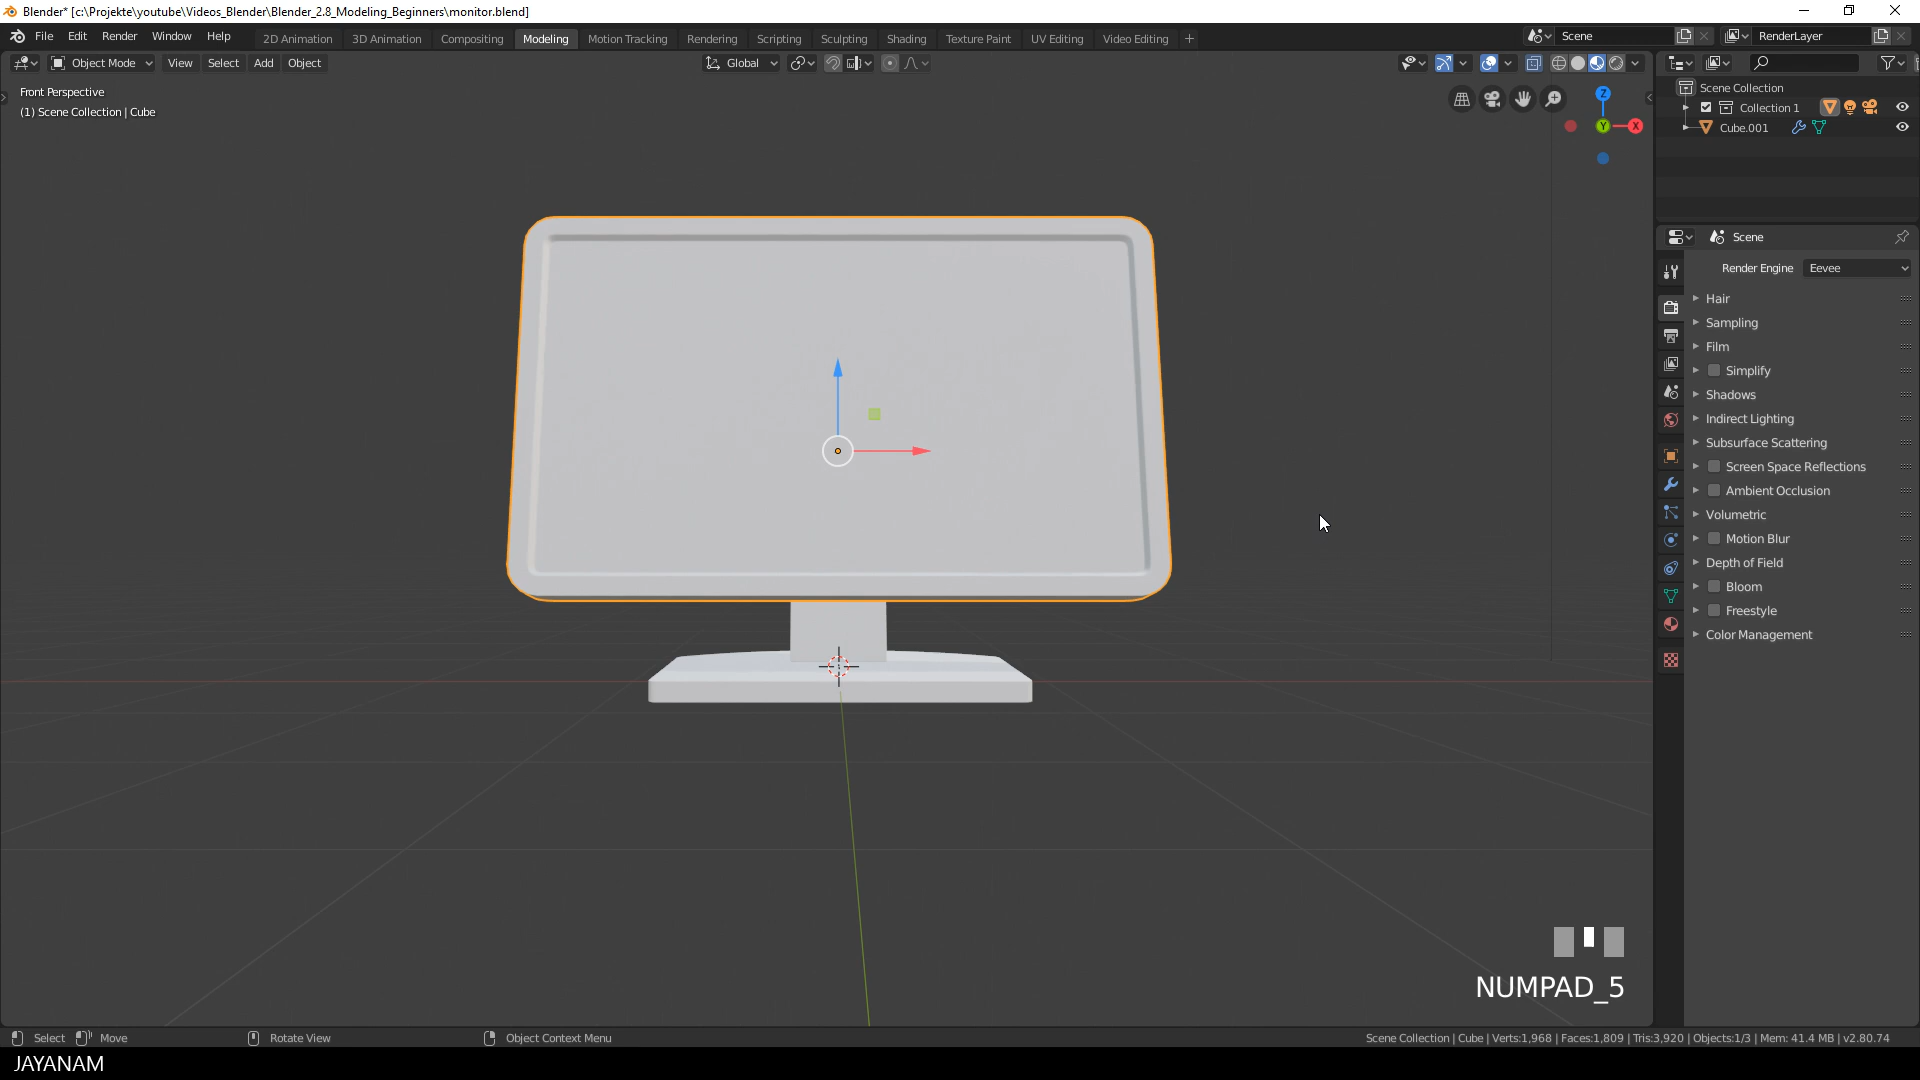 Blender* [c:\Projekte\youtube\Videos_Blender\Blender_2.8_Modeling_Beginners\monitor.blend]
File Edit Render Window Help 2D Animation 3D Animation Compositing Modeling Motion Tracking Rendering Scripting Sculpting Shading Texture Paint UV Editing Video Editing + Scene RenderLayer
Object Mode View Select Add Object Global
Front Perspective
(1) Scene Collection | Cube
Z
Y
X
Scene Collection
Collection 1
Cube.001
Scene
Render Engine Eevee
Hair
Sampling
Film
Simplify
Shadows
Indirect Lighting
Subsurface Scattering
Screen Space Reflections
Ambient Occlusion
Volumetric
Motion Blur
Depth of Field
Bloom
Freestyle
Color Management
NUMPAD_5
Select Move Rotate View Object Context Menu Scene Collection | Cube | Verts:1,968 | Faces:1,809 | Tris:3,920 | Objects:1/3 | Mem: 41.4 MB | v2.80.74
JAYANAM